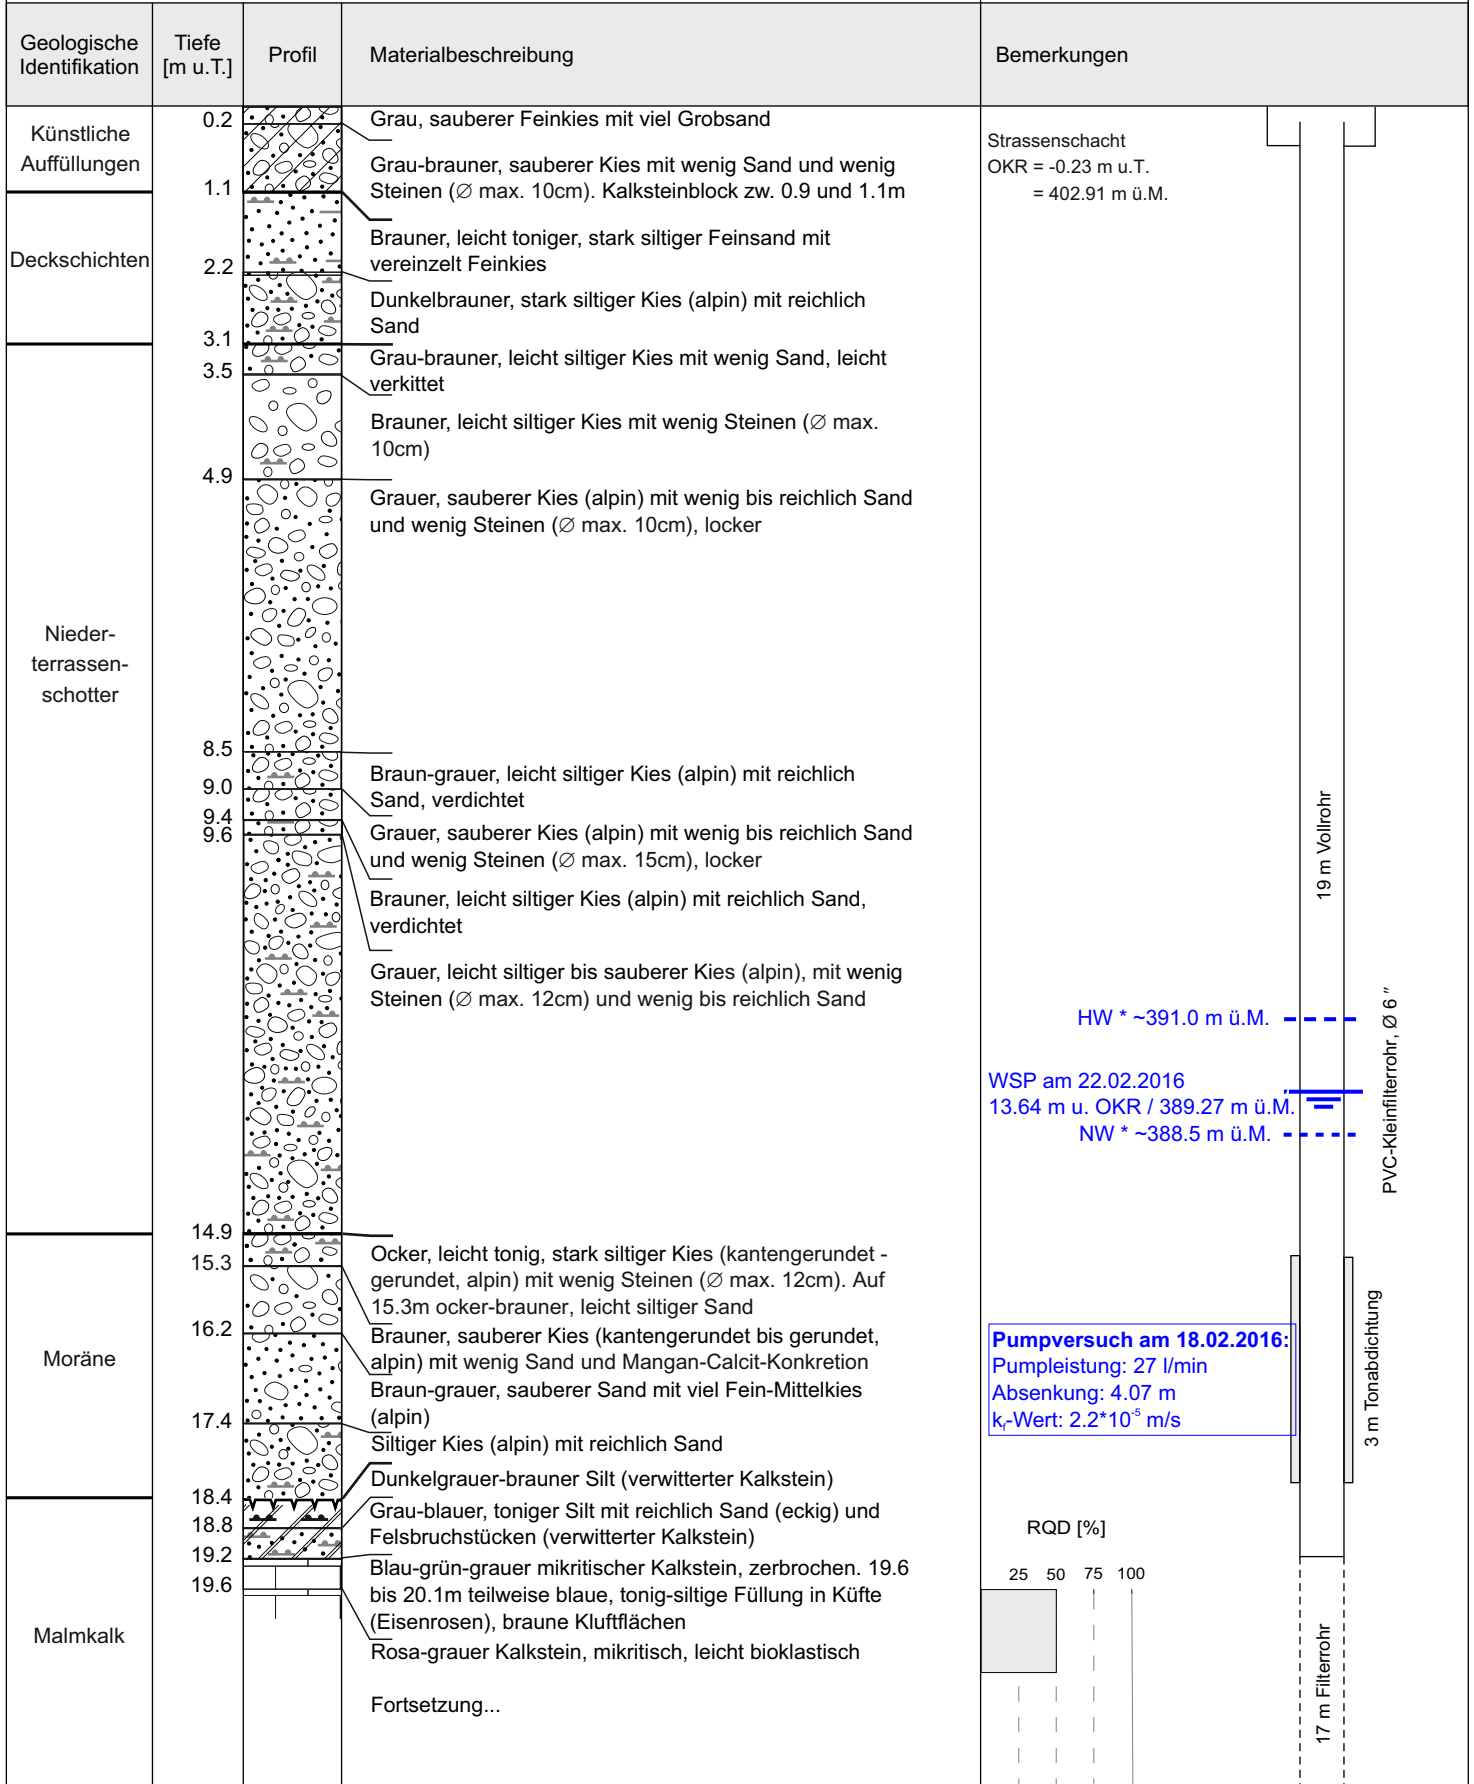 Geologische
Identifikation
Tiefe
[m u.T.]
Profil
Materialbeschreibung
Bemerkungen
Künstliche
Auffüllungen
Deckschichten
Nieder-
terrassen-
schotter
Moräne
Malmkalk
0.2
1.1
2.2
3.1
3.5
4.9
8.5
9.0
9.4
9.6
14.9
15.3
16.2
17.4
18.4
18.8
19.2
19.6
Grau, sauberer Feinkies mit viel Grobsand
Grau-brauner, sauberer Kies mit wenig Sand und wenig
Steinen (∅ max. 10cm). Kalksteinblock zw. 0.9 und 1.1m
Brauner, leicht toniger, stark siltiger Feinsand mit
vereinzelt Feinkies
Dunkelbrauner, stark siltiger Kies (alpin) mit reichlich
Sand
Grau-brauner, leicht siltiger Kies mit wenig Sand, leicht
verkittet
Brauner, leicht siltiger Kies mit wenig Steinen (∅ max.
10cm)
Grauer, sauberer Kies (alpin) mit wenig bis reichlich Sand
und wenig Steinen (∅ max. 10cm), locker
Braun-grauer, leicht siltiger Kies (alpin) mit reichlich
Sand, verdichtet
Grauer, sauberer Kies (alpin) mit wenig bis reichlich Sand
und wenig Steinen (∅ max. 15cm), locker
Brauner, leicht siltiger Kies (alpin) mit reichlich Sand,
verdichtet
Grauer, leicht siltiger bis sauberer Kies (alpin), mit wenig
Steinen (∅ max. 12cm) und wenig bis reichlich Sand
Ocker, leicht tonig, stark siltiger Kies (kantengerundet -
gerundet, alpin) mit wenig Steinen (∅ max. 12cm). Auf
15.3m ocker-brauner, leicht siltiger Sand
Brauner, sauberer Kies (kantengerundet bis gerundet,
alpin) mit wenig Sand und Mangan-Calcit-Konkretion
Braun-grauer, sauberer Sand mit viel Fein-Mittelkies
(alpin)
Siltiger Kies (alpin) mit reichlich Sand
Dunkelgrauer-brauner Silt (verwitterter Kalkstein)
Grau-blauer, toniger Silt mit reichlich Sand (eckig) und
Felsbruchstücken (verwitterter Kalkstein)
Blau-grün-grauer mikritischer Kalkstein, zerbrochen. 19.6
bis 20.1m teilweise blaue, tonig-siltige Füllung in Küfte
(Eisenrosen), braune Kluftflächen
Rosa-grauer Kalkstein, mikritisch, leicht bioklastisch
Fortsetzung...
Strassenschacht
OKR = -0.23 m u.T.
= 402.91 m ü.M.
19 m Vollrohr
HW * ~391.0 m ü.M.
WSP am 22.02.2016
13.64 m u. OKR / 389.27 m ü.M.
NW * ~388.5 m ü.M.
PVC-Kleinfilterrohr, Ø 6 ″
Pumpversuch am 18.02.2016:
Pumpleistung: 27 l/min
Absenkung: 4.07 m
kf-Wert: 2.2*10⁻⁵ m/s
3 m Tonabdichtung
RQD [%]
25 50 75 100
17 m Filterrohr